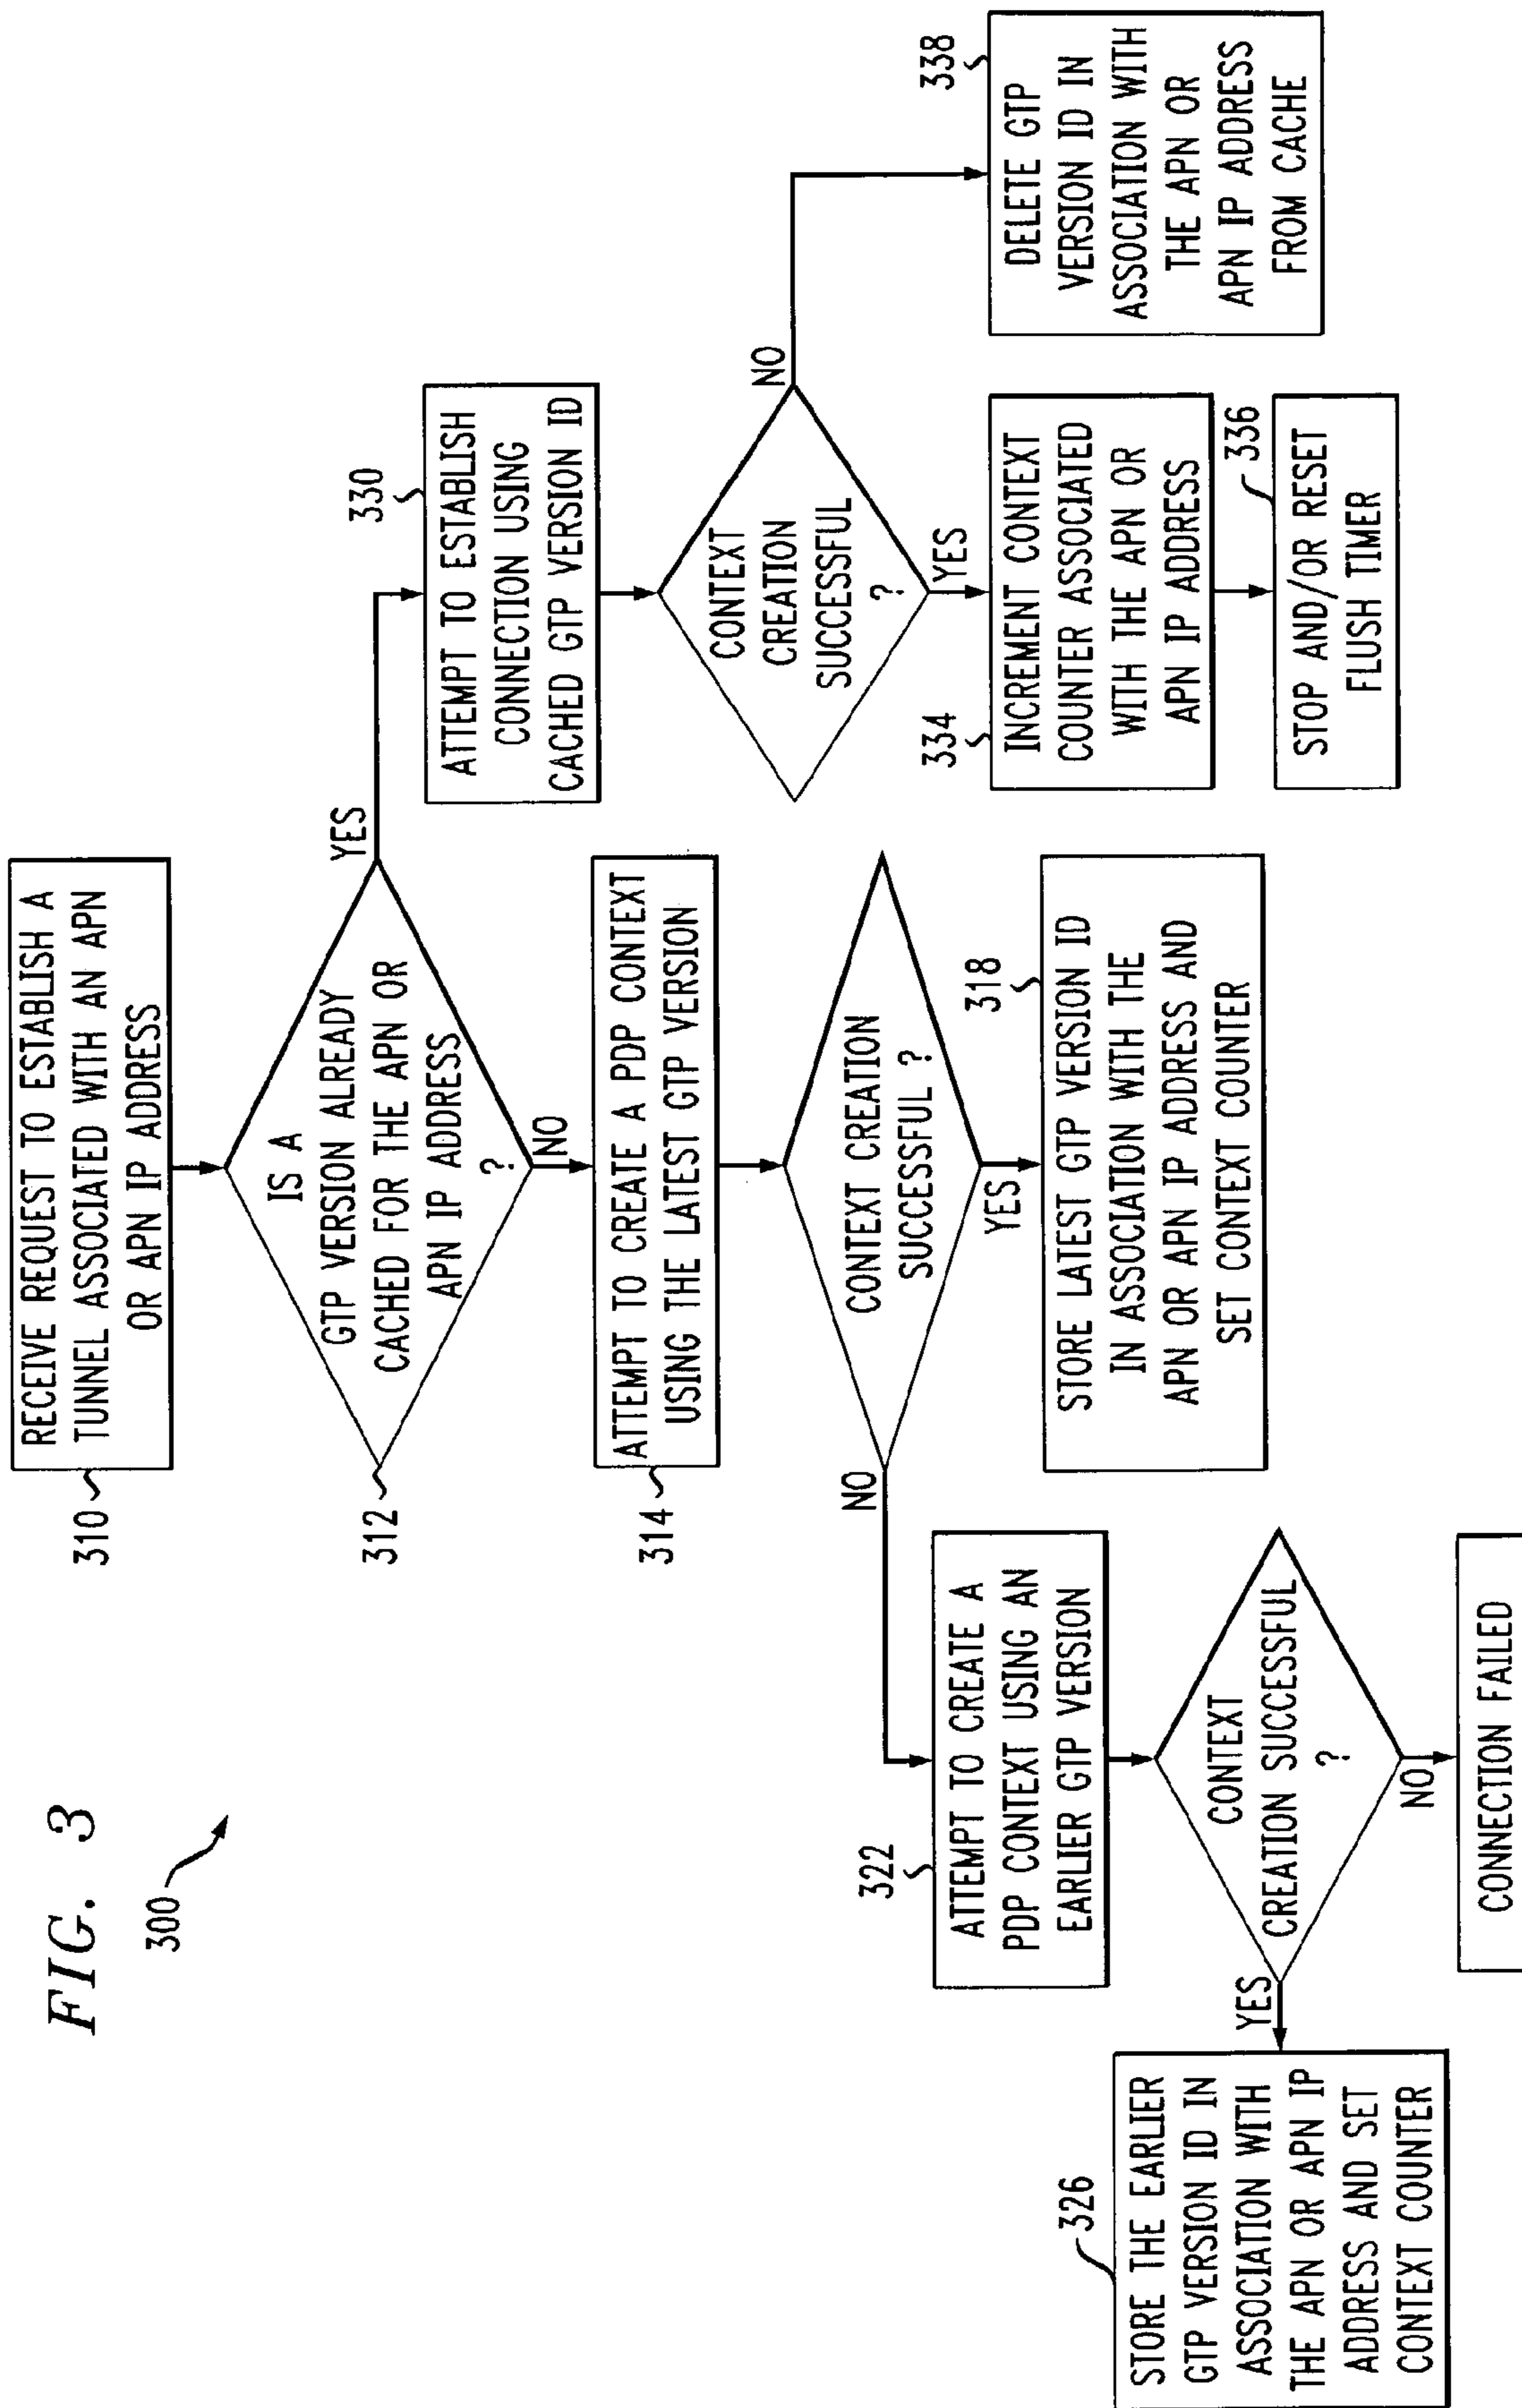 FIG. 3
300
310
RECEIVE REQUEST TO ESTABLISH A
TUNNEL ASSOCIATED WITH AN APN
OR APN IP ADDRESS
312
IS A
GTP VERSION ALREADY
CACHED FOR THE APN OR
APN IP ADDRESS
?
YES
NO
314
ATTEMPT TO CREATE A PDP CONTEXT
USING THE LATEST GTP VERSION
CONTEXT CREATION
SUCCESSFUL ?
NO
YES
318
STORE LATEST GTP VERSION ID
IN ASSOCIATION WITH THE
APN OR APN IP ADDRESS AND
SET CONTEXT COUNTER
322
ATTEMPT TO CREATE A
PDP CONTEXT USING AN
EARLIER GTP VERSION
CONTEXT
CREATION SUCCESSFUL
?
YES
NO
326
STORE THE EARLIER
GTP VERSION ID IN
ASSOCIATION WITH
THE APN OR APN IP
ADDRESS AND SET
CONTEXT COUNTER
CONNECTION FAILED
330
ATTEMPT TO ESTABLISH
CONNECTION USING
CACHED GTP VERSION ID
CONTEXT
CREATION
SUCCESSFUL
?
NO
YES
334
INCREMENT CONTEXT
COUNTER ASSOCIATED
WITH THE APN OR
APN IP ADDRESS
336
STOP AND/OR RESET
FLUSH TIMER
338
DELETE GTP
VERSION ID IN
ASSOCIATION WITH
THE APN OR
APN IP ADDRESS
FROM CACHE